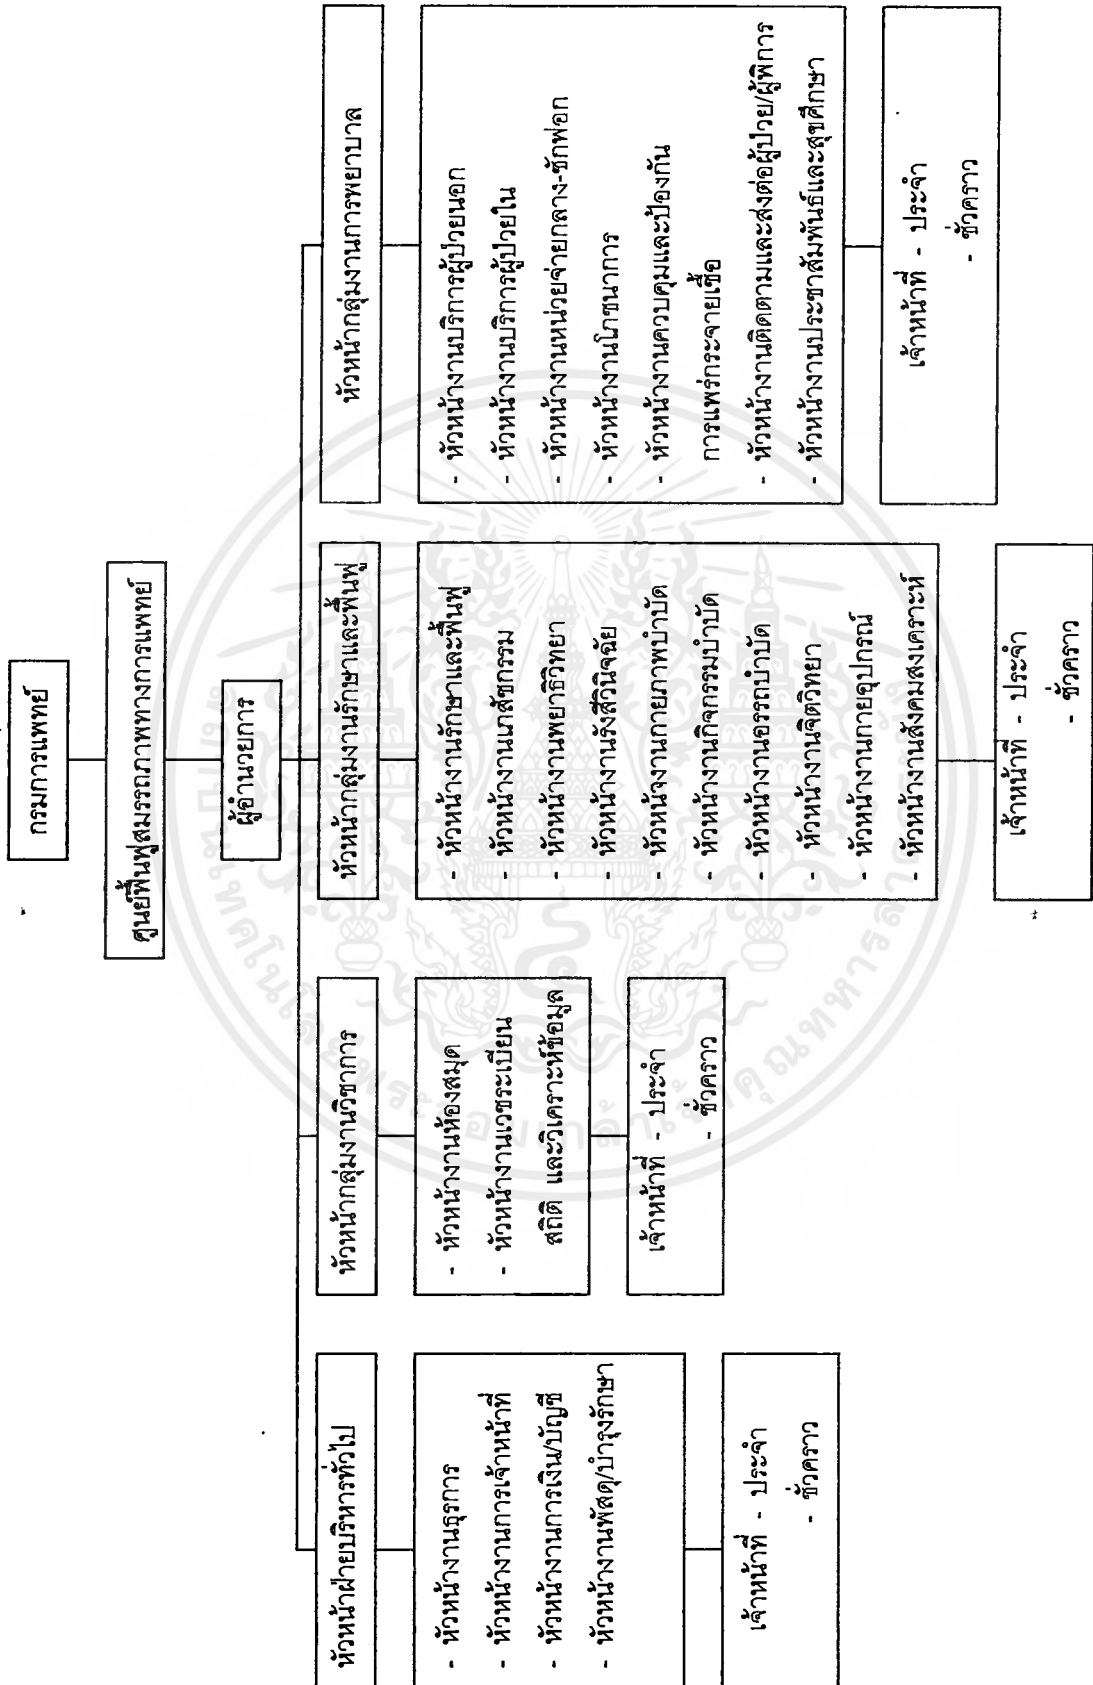 กรมการแพทย์
ศูนย์ฟื้นฟูสมรรถภาพทางการแพทย์
ผู้อำนวยการ
หัวหน้าฝ่ายบริหารทั่วไป
- หัวหน้างานธุรการ
- หัวหน้างานการเจ้าหน้าที่
- หัวหน้างานการเงิน/บัญชี
- หัวหน้างานพัสดุ/บำรุงรักษา
เจ้าหน้าที่ - ประจำ
- ชั่วคราว
หัวหน้ากลุ่มงานวิชาการ
- หัวหน้างานห้องสมุด
- หัวหน้างานเวชระเบียน
สถิติ และวิเคราะห์ข้อมูล
เจ้าหน้าที่ - ประจำ
- ชั่วคราว
หัวหน้ากลุ่มงานรักษาและฟื้นฟู
- หัวหน้างานรักษาและฟื้นฟู
- หัวหน้างานเภสัชกรรม
- หัวหน้างานพยาธิวิทยา
- หัวหน้างานรังสีวินิจฉัย
- หัวหน้จงานกายภาพบำบัด
- หัวหน้างานกิจกรรมบำบัด
- หัวหน้างานอรรถบำบัด
- หัวหน้างานจิตวิทยา
- หัวหน้างานกายอุปกรณ์
- หัวหน้างานสังคมสงเคราะห์
เจ้าหน้าที่ - ประจำ
- ชั่วคราว
หัวหน้ากลุ่มงานการพยาบาล
- หัวหน้างานบริการผู้ป่วยนอก
- หัวหน้างานบริการผู้ป่วยใน
- หัวหน้างานหน่วยจ่ายกลาง-ซักฟอก
- หัวหน้างานโภชนาการ
- หัวหน้างานควบคุมและป้องกัน
การแพร่กระจายเชื้อ
- หัวหน้างานติดตามและส่งต่อผู้ป่วย/ผู้พิการ
- หัวหน้างานประชาสัมพันธ์และสุขศึกษา
เจ้าหน้าที่ - ประจำ
- ชั่วคราว